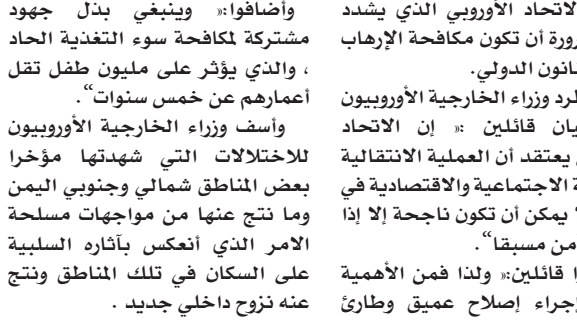 الاتحاد الأوروبي الذي يشدد
رورة أن تكون مكافحة الإرهاب
انون الدولي.
لرد وزراء الخارجية الأوروبيون
يان قائلين :» إن الاتحاد
يعتقد أن العملية الانتقالية
ة الاجتماعية والاقتصادية في
يمكن أن تكون ناجحة إلا إذا
من مسبقا“.
ا قائلين:» ولذا فمن الأهمية
إجراء إصلاح عميق وطارئ
وأضافوا:» وينبغي بذل جهود
مشتركة لمكافحة سوء التغذية الحاد
، والذي يؤثر على مليون طفل تقل
أعمارهم عن خمس سنوات“.
وأسف وزراء الخارجية الأوروبيون
للاختلالات التي شهدتها مؤخرا
بعض المناطق شمالي وجنوبي اليمن
وما نتج عنها من مواجهات مسلحة
الامر الذي أنعكس بآثاره السلبية
على السكان في تلك المناطق ونتج
عنه نزوح داخلي جديد .